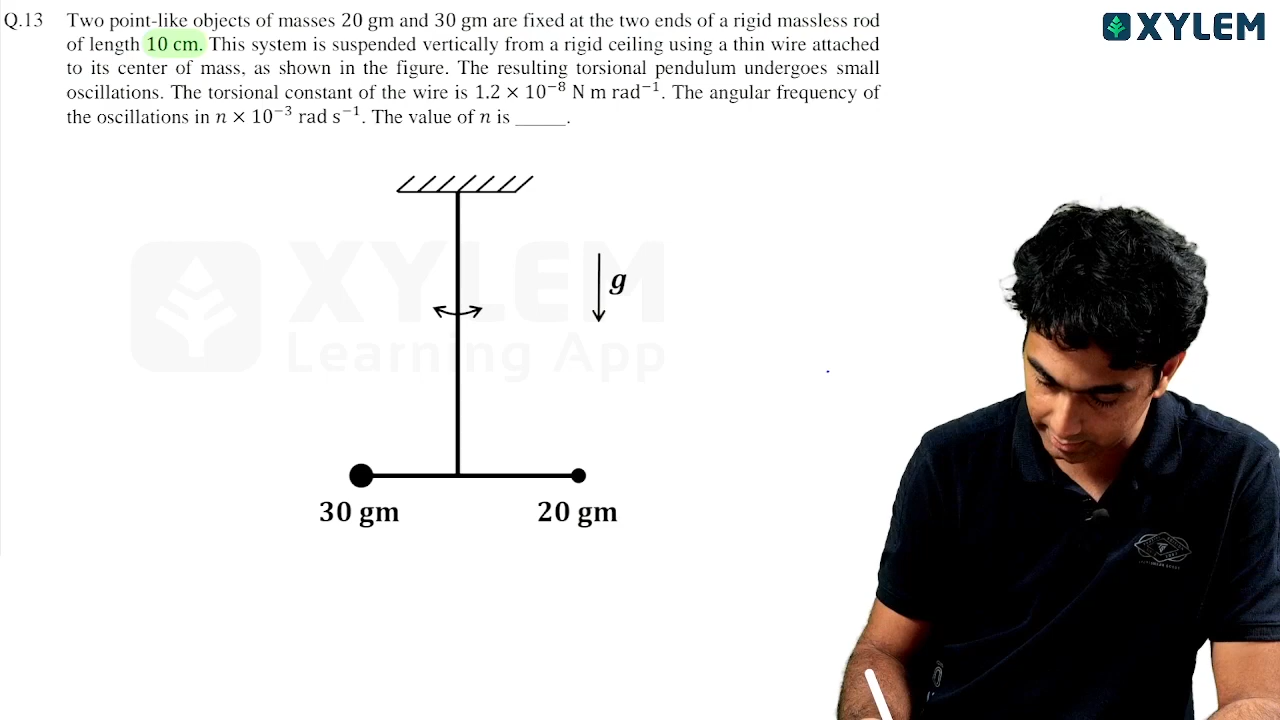 Q.13 Two point-like objects of masses 20 gm and 30 gm are fixed at the two ends of a rigid massless rod
of length 10 cm. This system is suspended vertically from a rigid ceiling using a thin wire attached
to its center of mass, as shown in the figure. The resulting torsional pendulum undergoes small
oscillations. The torsional constant of the wire is 1.2 × 10⁻⁸ N m rad⁻¹. The angular frequency of
the oscillations in n × 10⁻³ rad s⁻¹. The value of n is _____.
XYLEM
XYLEM
Learning App
g
30 gm
20 gm